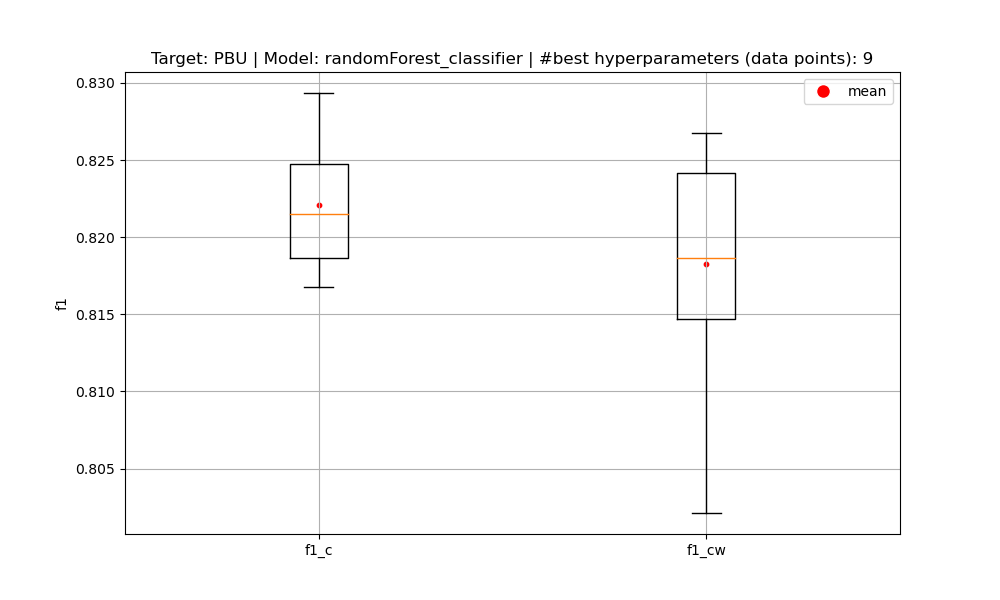 Target: PBU | Model: randomForest_classifier | #best hyperparameters (data points): 9
mean
0.830
0.825
0.820
0.815
0.810
0.805
f1
f1_c
f1_cw